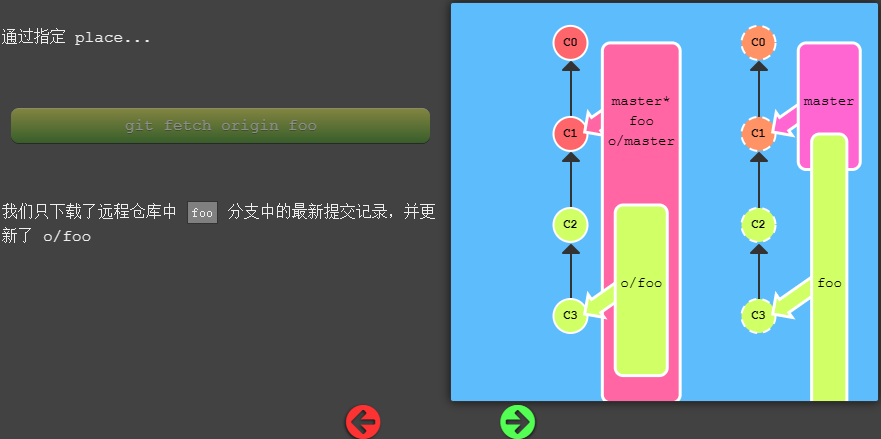 通过指定 place...
git fetch origin foo
我们只下载了远程仓库中 foo 分支中的最新提交记录，并更
新了 o/foo
C0
master*
foo
o/master
C1
C2
o/foo
C3
C0
master
C1
C2
foo
C3